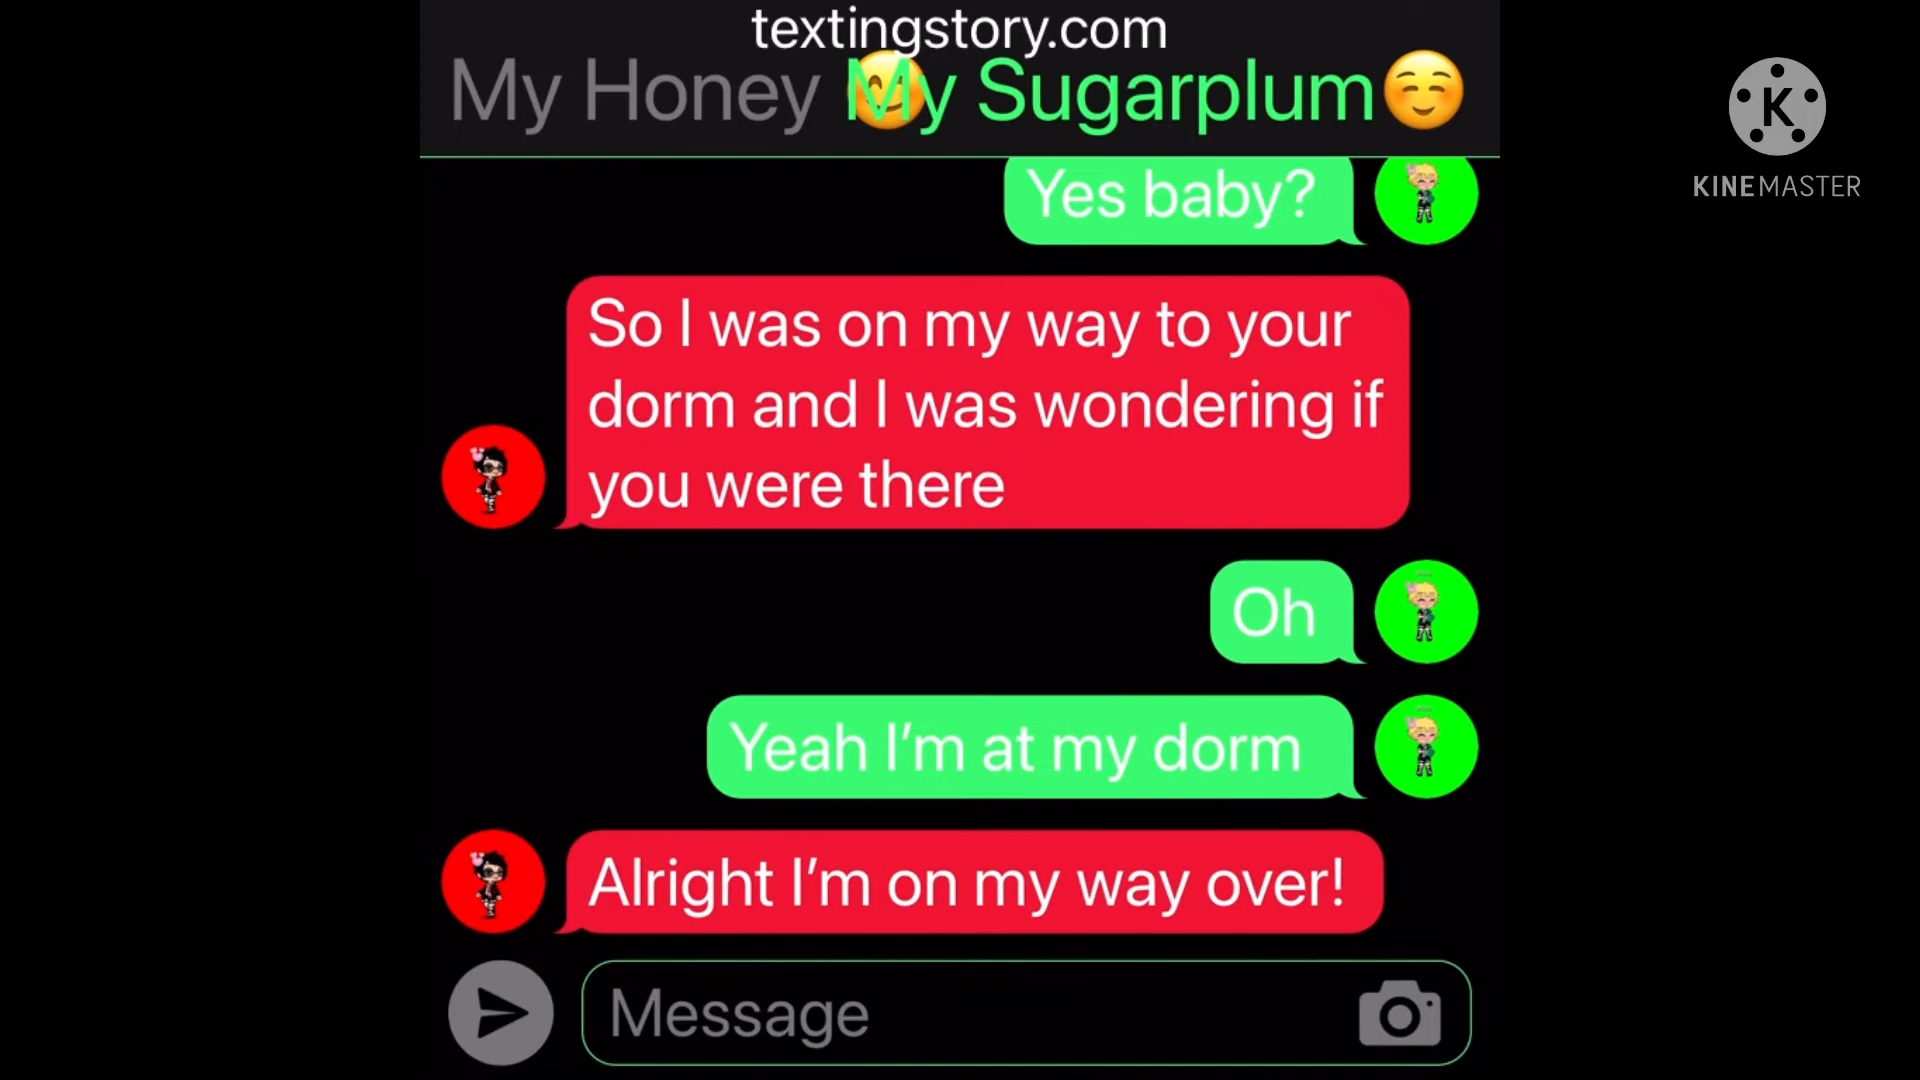 textingstory.com
My Honey My Sugarplum
K
KINEMASTER
Yes baby?
So I was on my way to your
dorm and I was wondering if
you were there
Oh
Yeah I'm at my dorm
Alright I'm on my way over!
Message